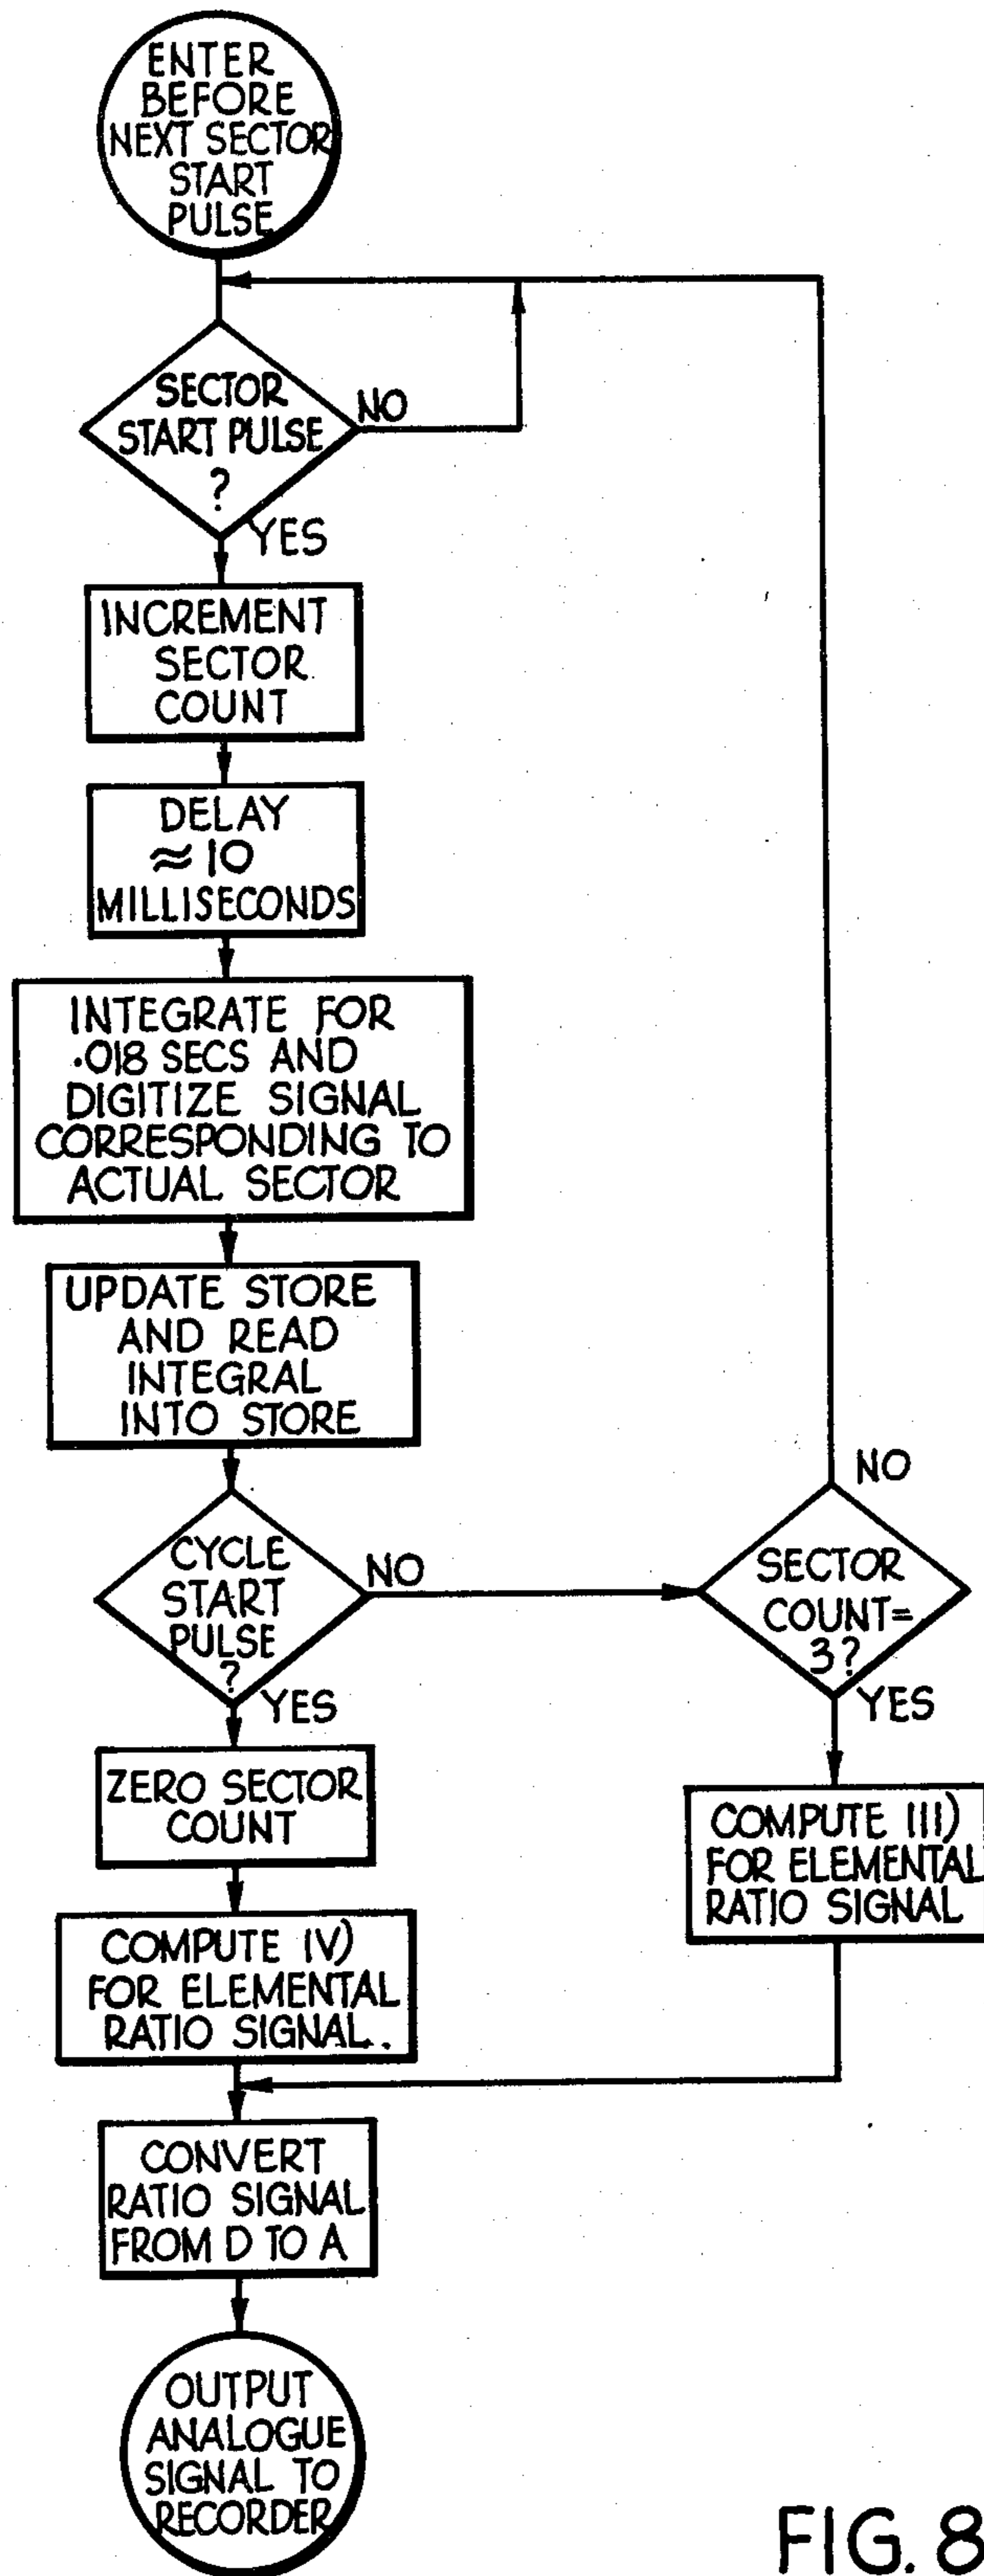 ENTER
BEFORE
NEXT SECTOR
START
PULSE
SECTOR
START PULSE
?
NO
YES
INCREMENT
SECTOR
COUNT
DELAY
≈ 10
MILLISECONDS
INTEGRATE FOR
.018 SECS AND
DIGITIZE SIGNAL
CORRESPONDING TO
ACTUAL SECTOR
UPDATE STORE
AND READ
INTEGRAL
INTO STORE
CYCLE
START
PULSE
?
NO
YES
SECTOR
COUNT=
3?
NO
YES
ZERO SECTOR
COUNT
COMPUTE III)
FOR ELEMENTAL
RATIO SIGNAL
COMPUTE IV)
FOR ELEMENTAL
RATIO SIGNAL.
CONVERT
RATIO SIGNAL
FROM D TO A
OUTPUT
ANALOGUE
SIGNAL TO
RECORDER
FIG. 8